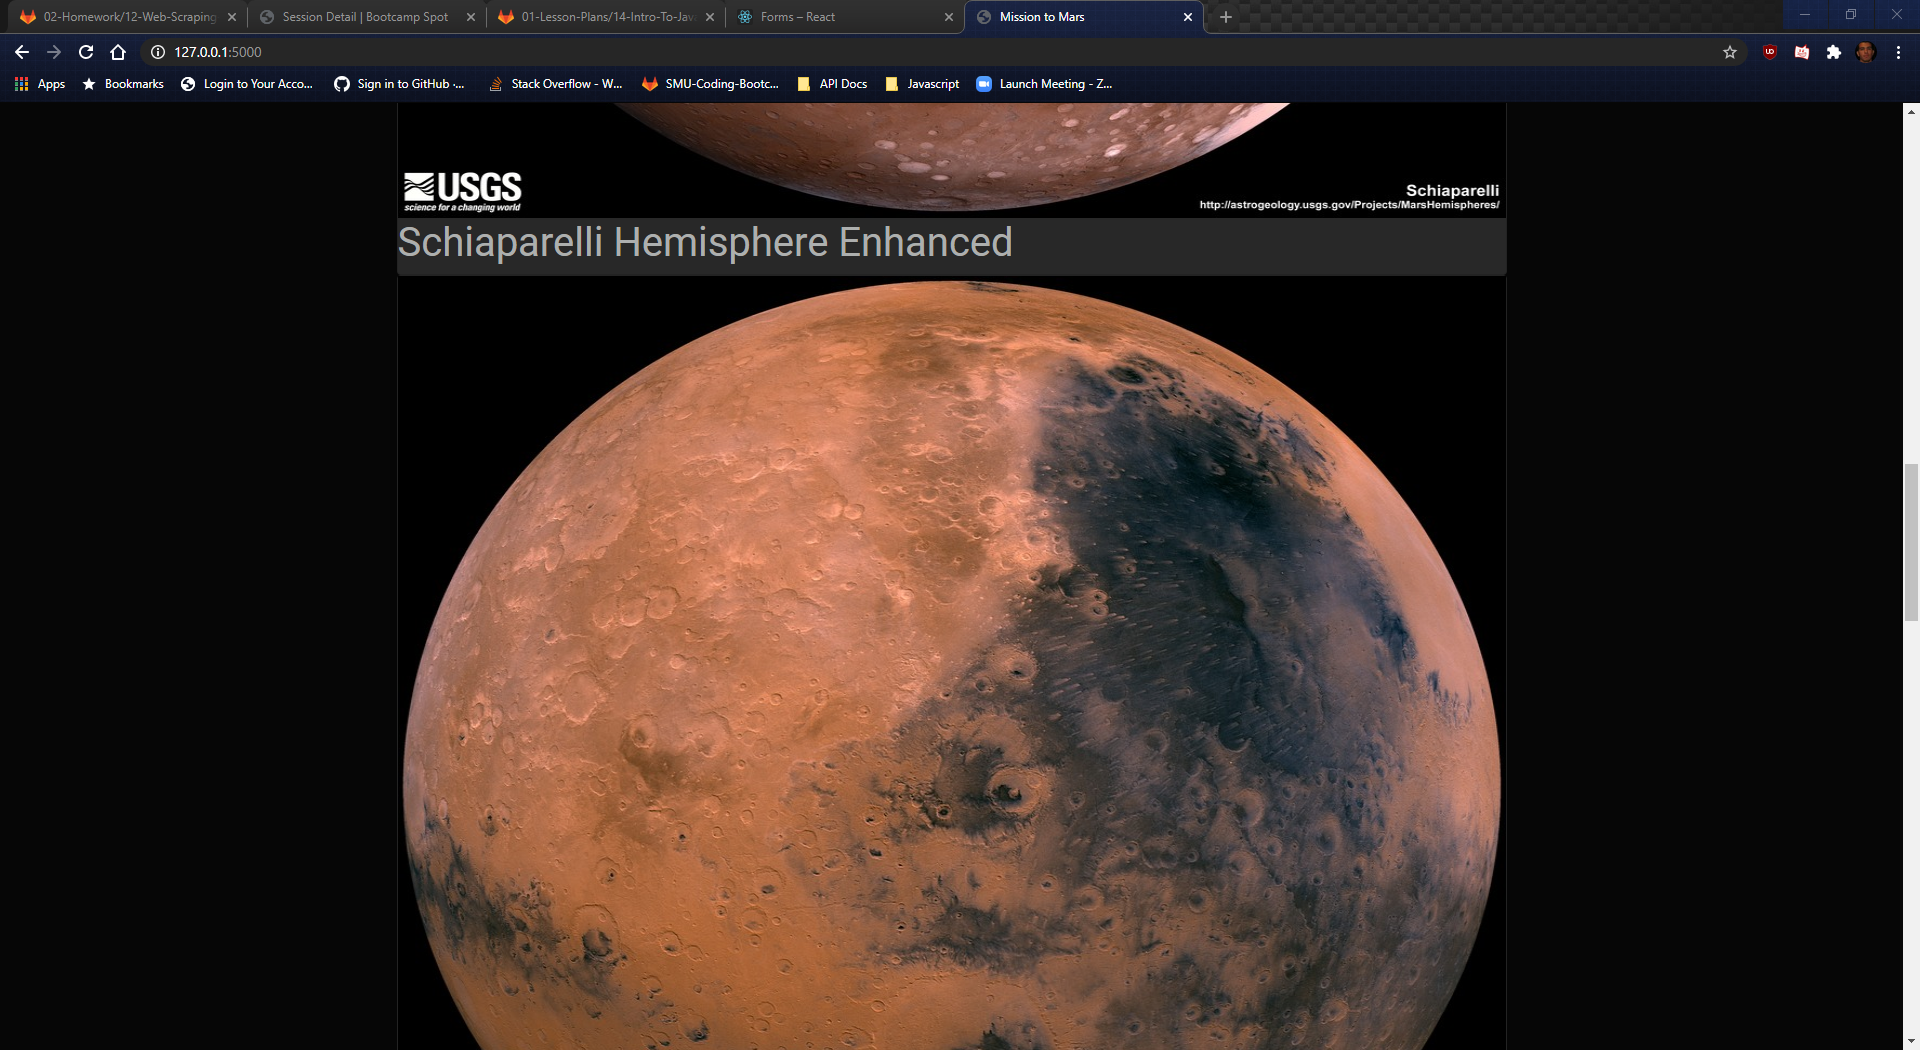 02-Homework/12-Web-Scraping
Session Detail | Bootcamp Spot
01-Lesson-Plans/14-Intro-To-Jav
Forms – React
Mission to Mars
127.0.0.1:5000
Apps
Bookmarks
Login to Your Acco...
Sign in to GitHub ·...
Stack Overflow - W...
SMU-Coding-Bootc...
API Docs
Javascript
Launch Meeting - Z...
USGS
science for a changing world
Schiaparelli
http://astrogeology.usgs.gov/Projects/MarsHemispheres/
Schiaparelli Hemisphere Enhanced